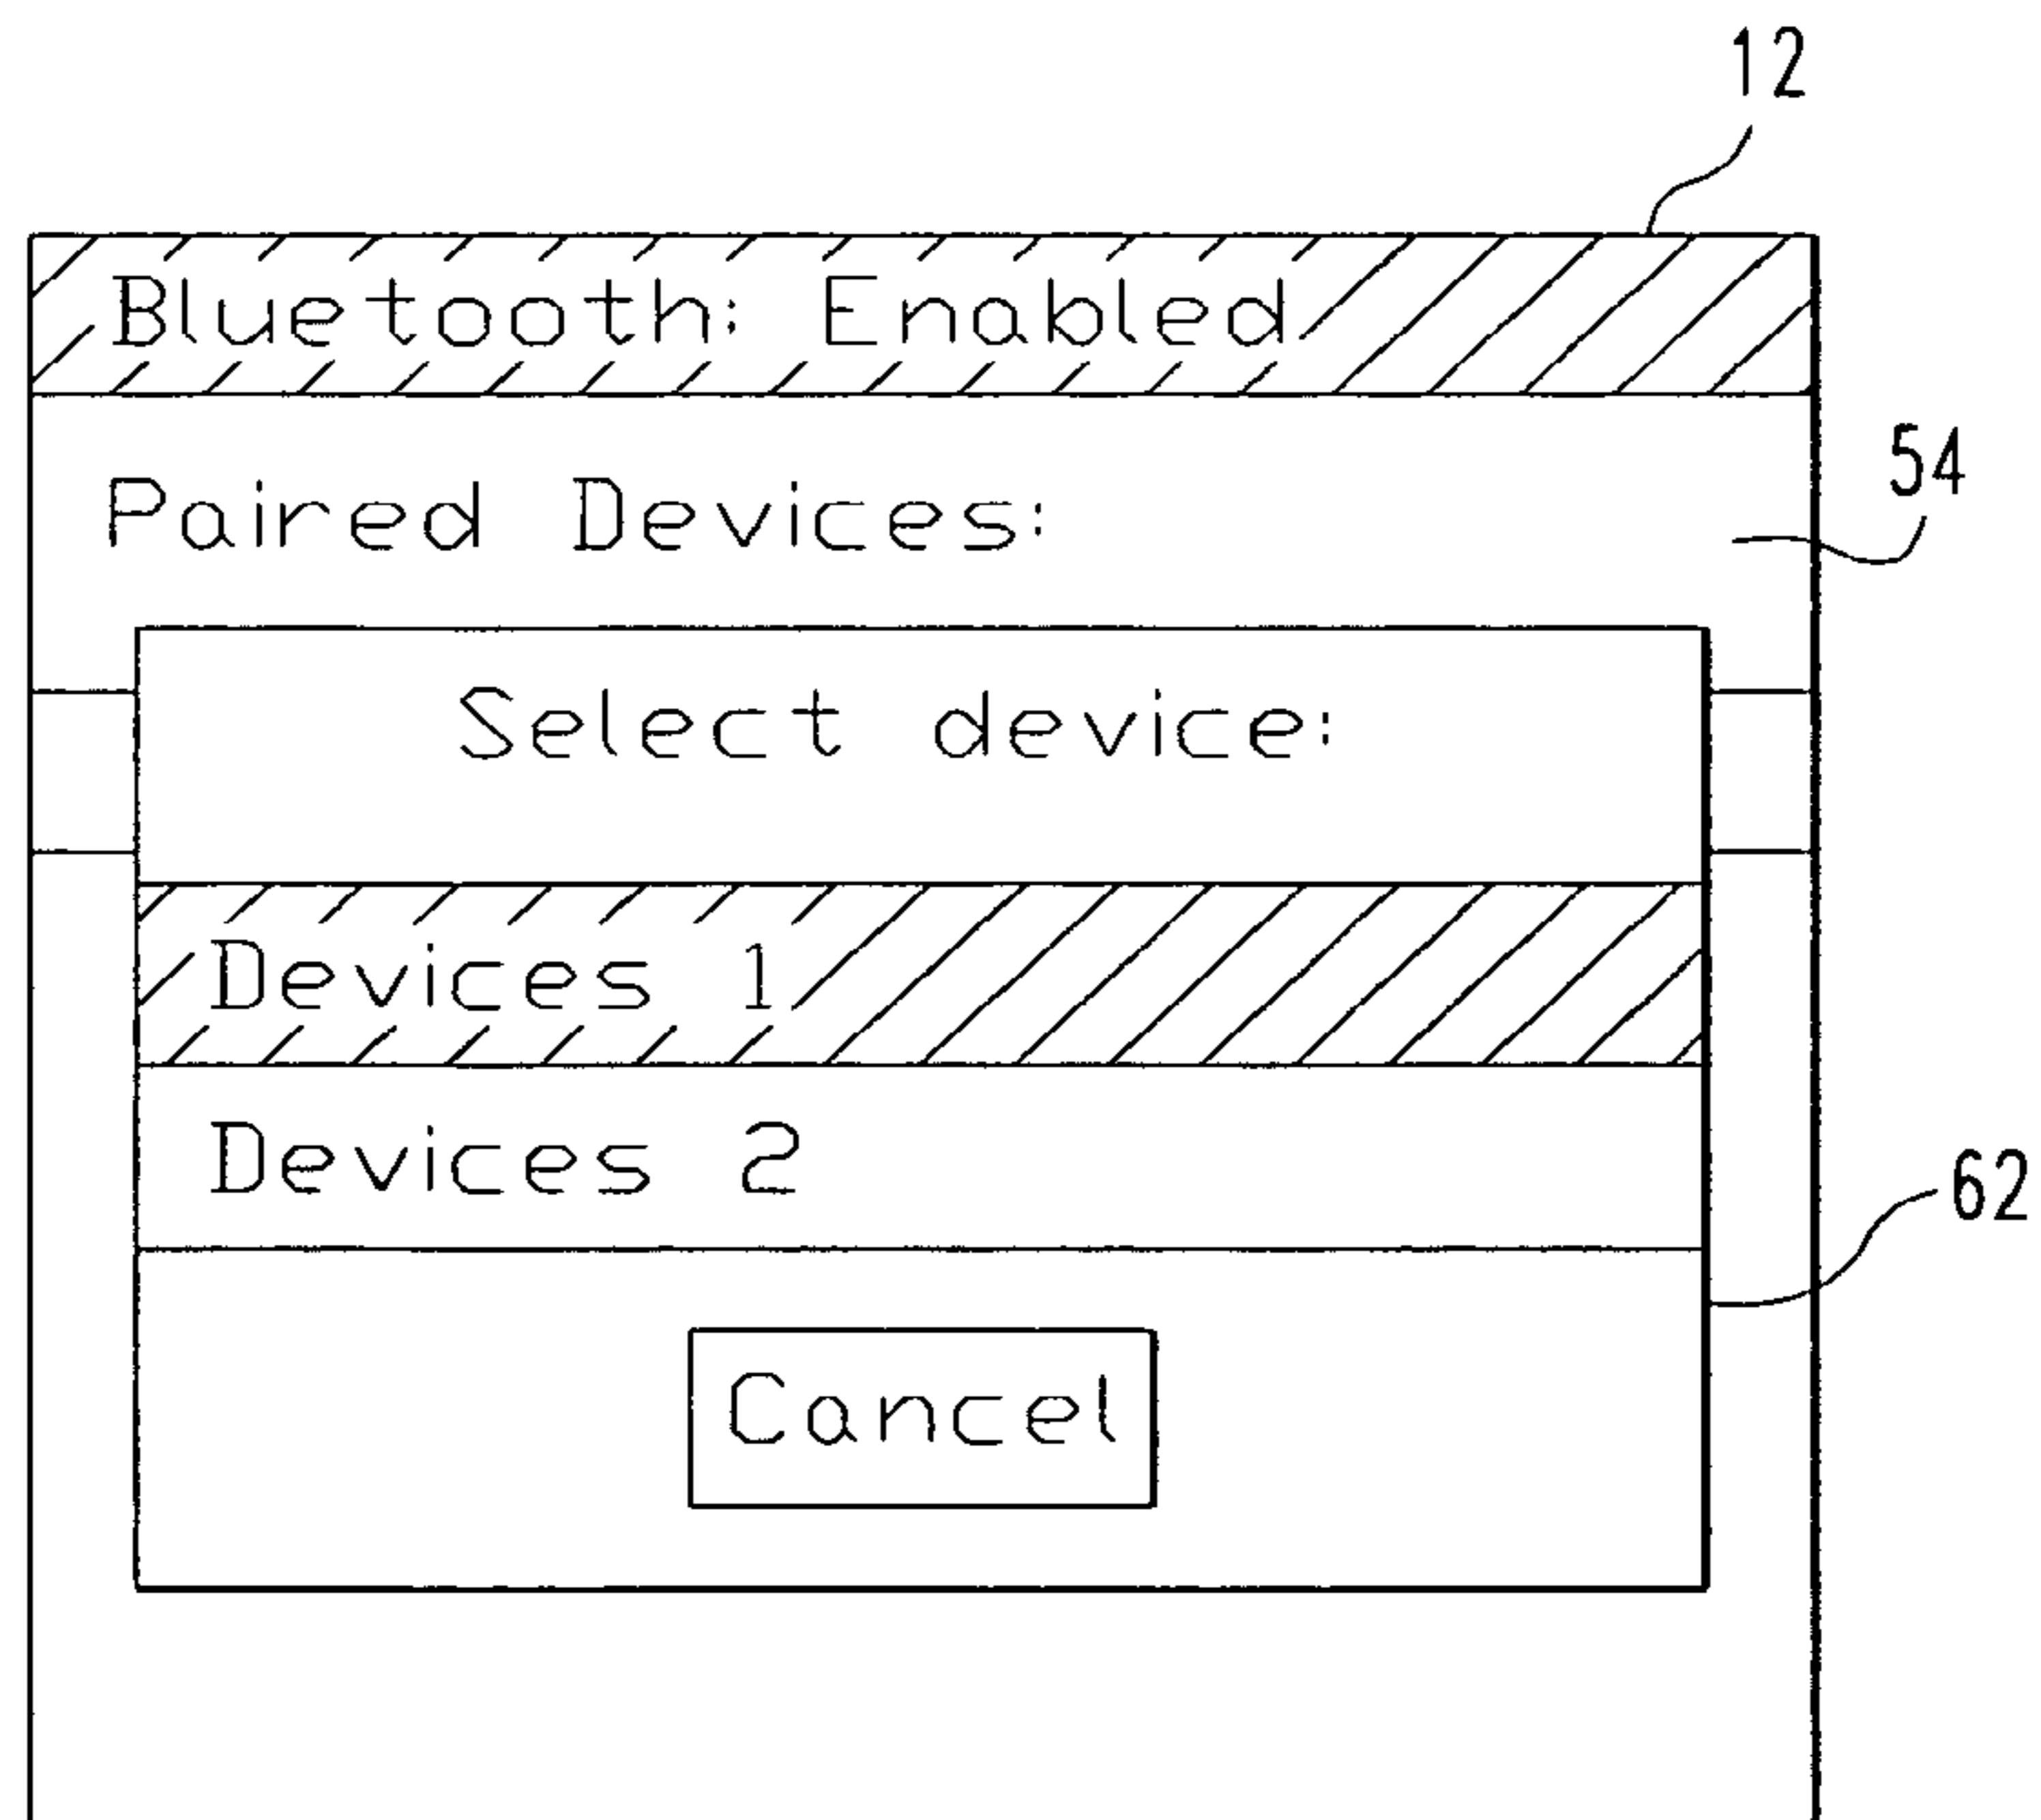 12
Bluetooth: Enabled
54
Paired Devices:
Select device:
Devices 1
Devices 2
62
Cancel